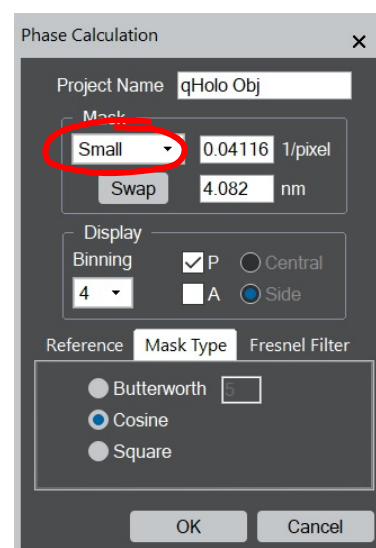 Phase Calculation ×
Project Name qHolo Obj
Mask
Small 0.04116 1/pixel
Swap 4.082 nm
Display
Binning P Central
4 A Side
Reference Mask Type Fresnel Filter
Butterworth 5
Cosine
Square
OK Cancel